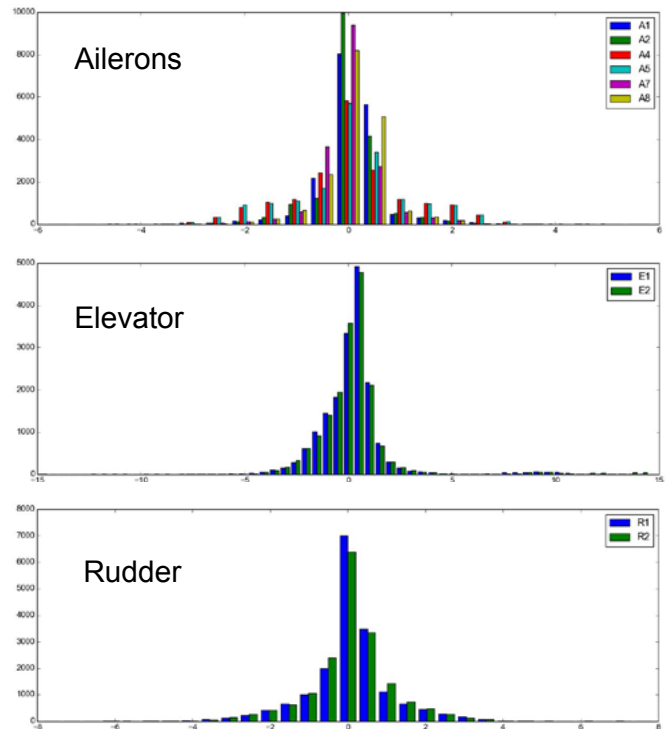 10000
8000
6000
4000
2000
0
−6 −4 −2 0 2 4 6
Ailerons
A1
A2
A4
A5
A7
A8
5000
4000
3000
2000
1000
0
−15 −10 −5 0 5 10 15
Elevator
E1
E2
8000
7000
6000
5000
4000
3000
2000
1000
0
−8 −6 −4 −2 0 2 4 6 8
Rudder
R1
R2